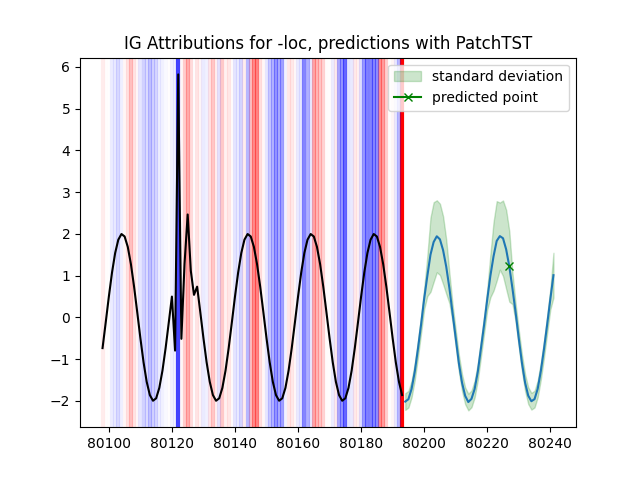 IG Attributions for -loc, predictions with PatchTST
standard deviation
predicted point
6
5
4
3
2
1
0
−1
−2
80100 80120 80140 80160 80180 80200 80220 80240